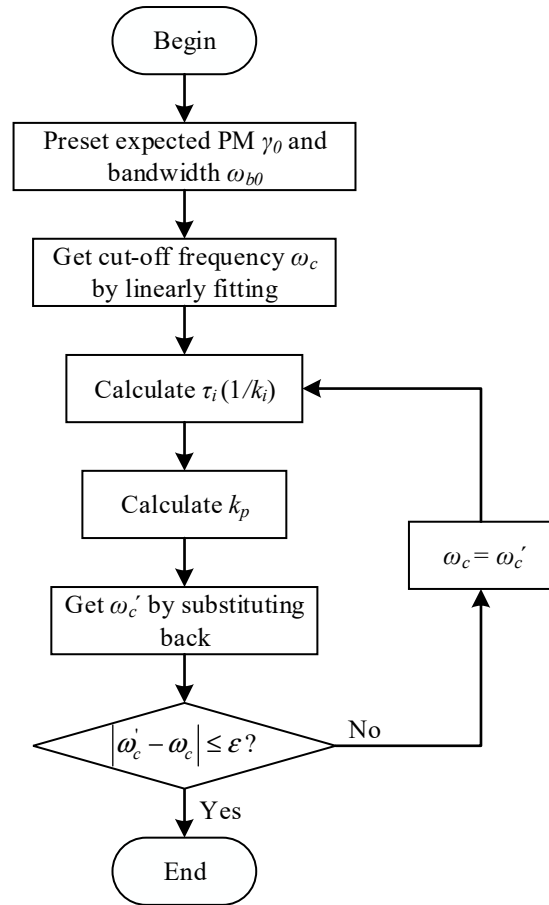 Begin
Preset expected PM γ0 and
bandwidth ωb0
Get cut-off frequency ωc
by linearly fitting
Calculate τi (1/ki)
Calculate kp
ωc = ωc′
Get ωc′ by substituting
back
|ωc' − ωc| ≤ ε ?
No
Yes
End